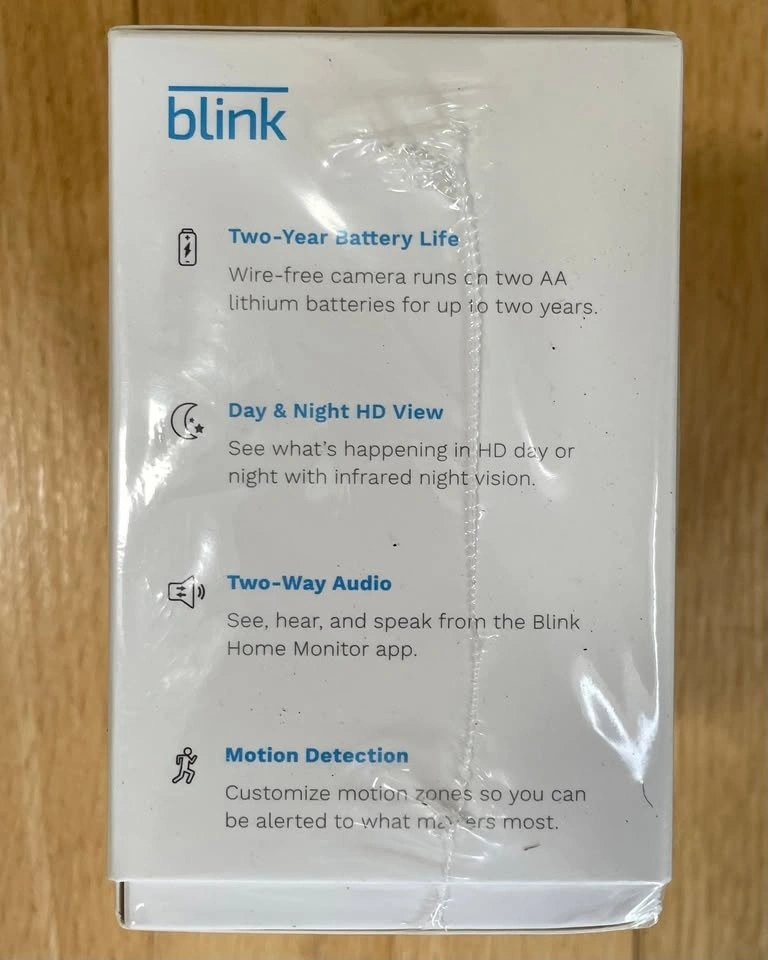 blink
Two-Year Battery Life
Wire-free camera runs on two AA
lithium batteries for up to two years.
Day & Night HD View
See what's happening in HD day or
night with infrared night vision.
Two-Way Audio
See, hear, and speak from the Blink
Home Monitor app.
Motion Detection
Customize motion zones so you can
be alerted to what matters most.